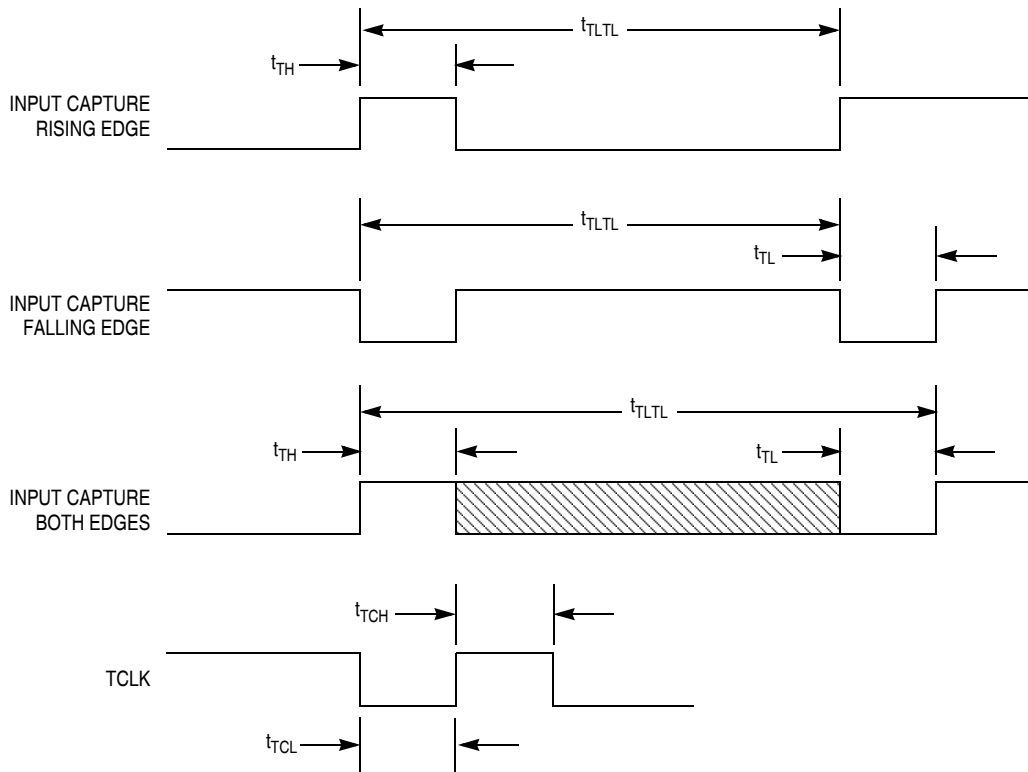 tTLTL
tTH
INPUT CAPTURE
RISING EDGE
tTLTL
tTL
INPUT CAPTURE
FALLING EDGE
tTLTL
tTH
tTL
INPUT CAPTURE
BOTH EDGES
tTCH
TCLK
tTCL